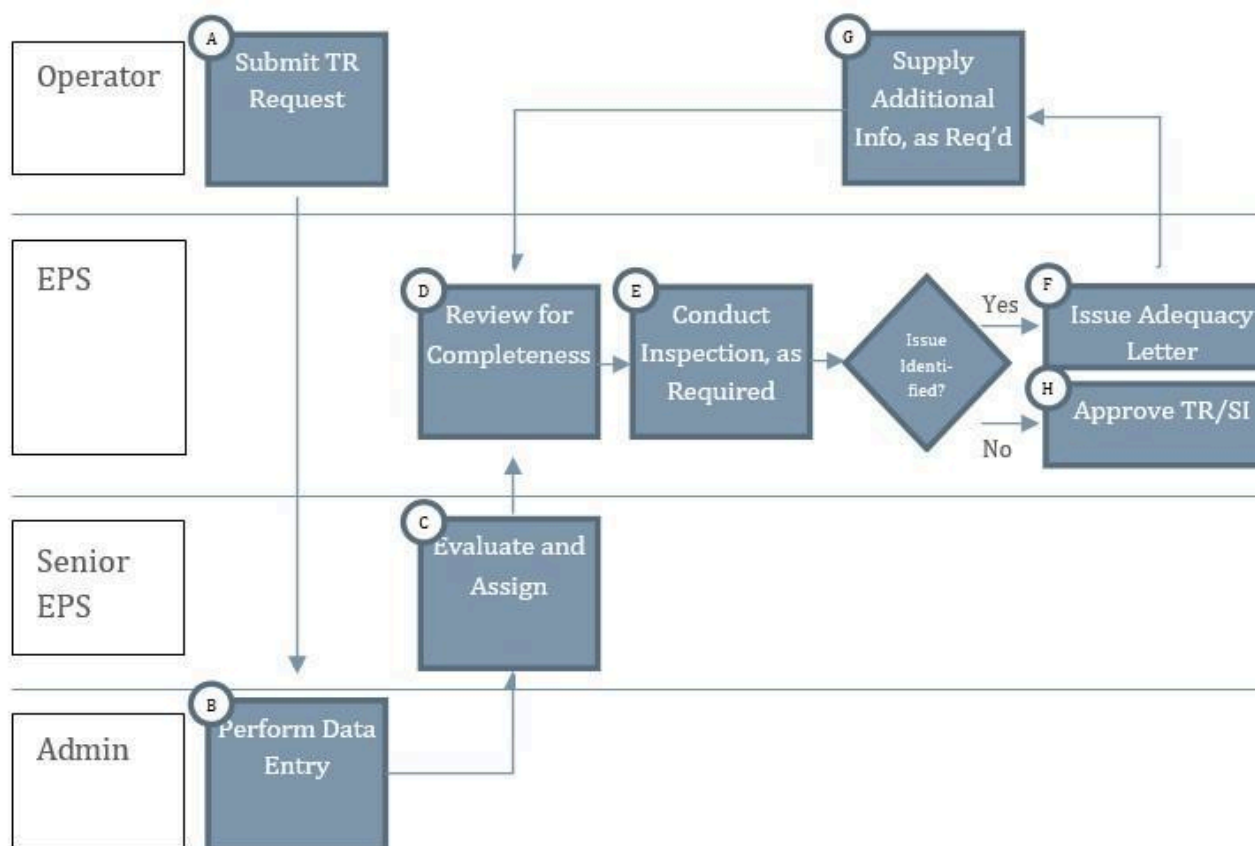 Operator
A
Submit TR
Request
G
Supply
Additional
Info, as Req’d
EPS
D
Review for
Completeness
E
Conduct
Inspection, as
Required
Issue
Identi-
fied?
Yes
No
F
Issue Adequacy
Letter
H
Approve TR/SI
Senior
EPS
C
Evaluate and
Assign
Admin
B
Perform Data
Entry